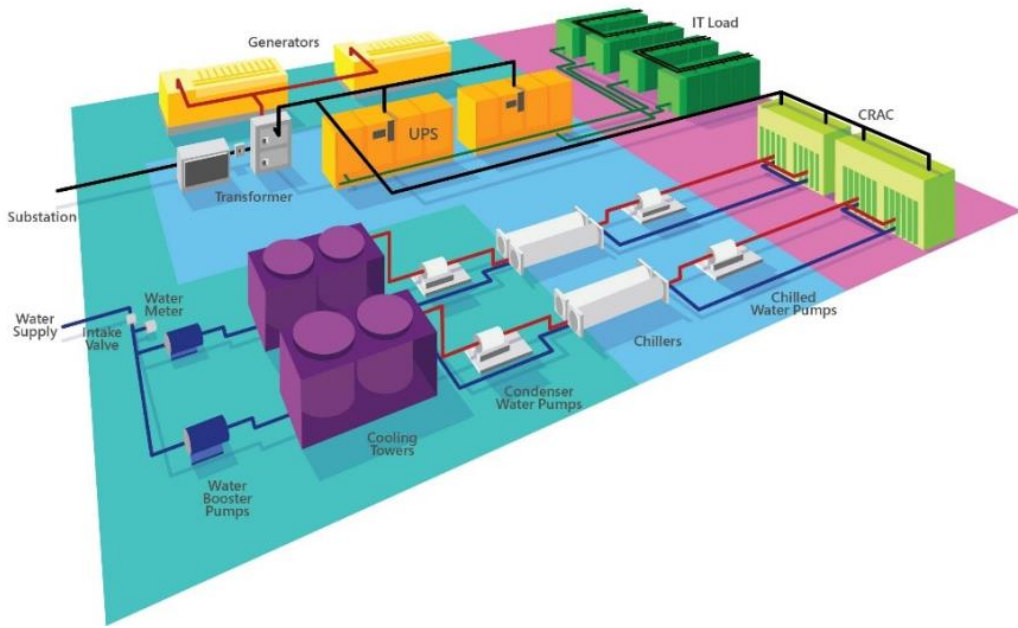 IT Load
Generators
CRAC
UPS
Transformer
Substation
Water
Meter
Water
Supply
Intake
Valve
Chilled
Water Pumps
Chillers
Condenser
Water Pumps
Cooling
Towers
Water
Booster
Pumps